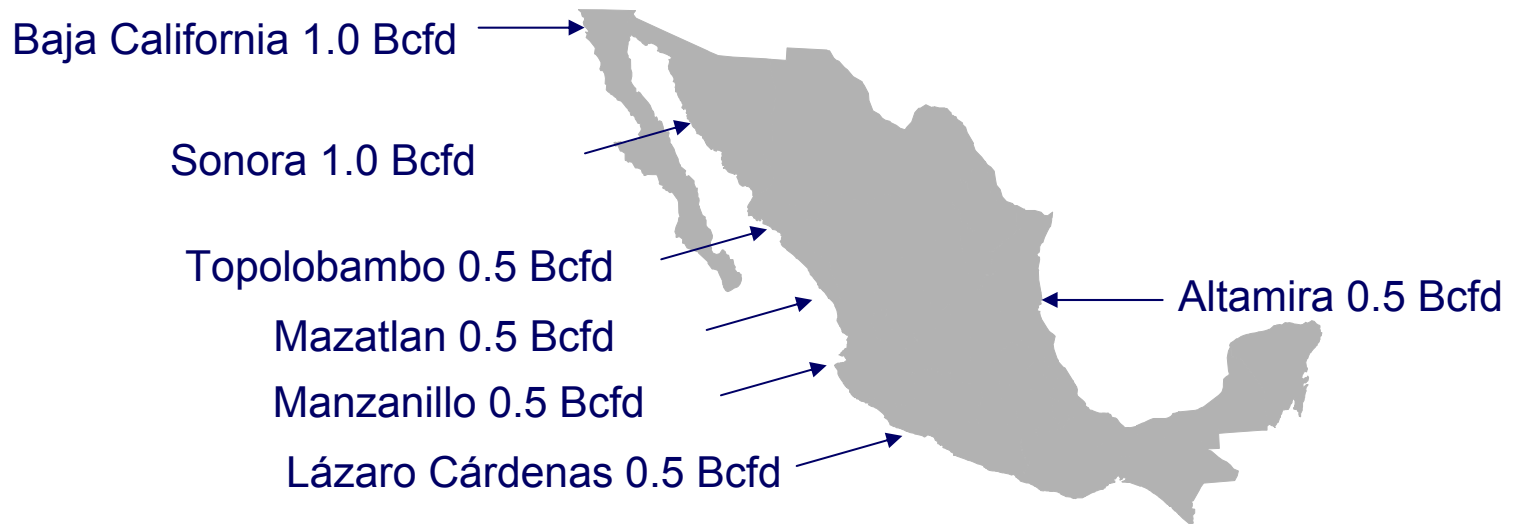 Baja California 1.0 Bcfd
Sonora 1.0 Bcfd
Topolobambo 0.5 Bcfd
Altamira 0.5 Bcfd
Mazatlan 0.5 Bcfd
Manzanillo 0.5 Bcfd
Lázaro Cárdenas 0.5 Bcfd